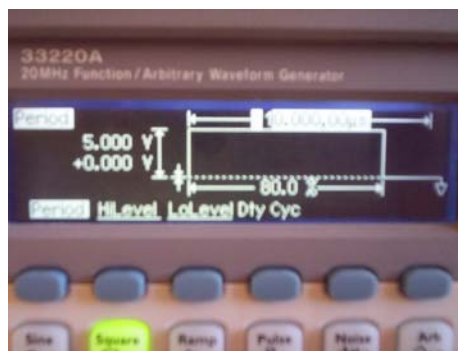 33220A
20MHz Function / Arbitrary Waveform Generator
Period
5.000 V
+0.000 V
80.0 %
Period HiLevel LoLevel Dty Cyc
Sine Square Ramp Pulse Noise Arb